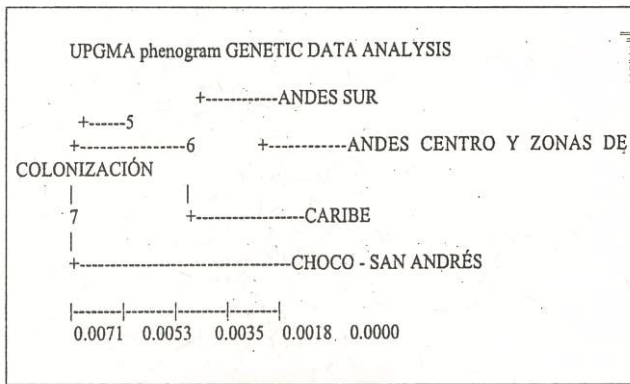 UPGMA phenogram GENETIC DATA ANALYSIS
+------------ANDES SUR
+------5
+-----------------6 +------------ANDES CENTRO Y ZONAS DE
COLONIZACIÓN
| |
7 +-----------------CARIBE
|
+---------------------------------CHOCO - SAN ANDRÉS
|--------|--------|--------|--------|
0.0071 0.0053 0.0035 0.0018 0.0000